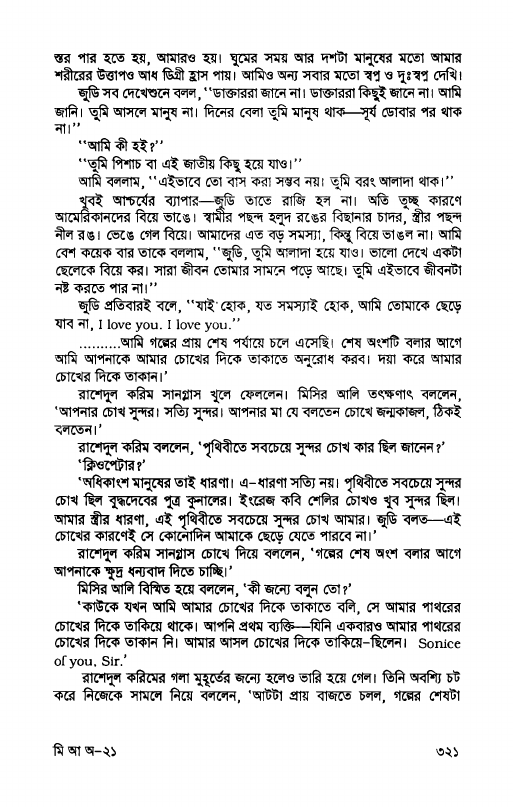 স্তর পার হতে হয়, আমারও হয়। ঘুমের সময় আর দশটা মানুষের মতো আমার
শরীরের উত্তাপও আধ ডিগ্রী হ্রাস পায়। আমিও অন্য সবার মতো স্বপ্ন ও দুঃস্বপ্ন দেখি।
জুডি সব দেখেশুনে বলল, ‘‘ডাক্তাররা জানে না। ডাক্তাররা কিছুই জানে না। আমি
জানি। তুমি আসলে মানুষ না। দিনের বেলা তুমি মানুষ থাক—সূর্য ডোবার পর থাক
না।’’
‘‘আমি কী হই?’’
‘‘তুমি পিশাচ বা এই জাতীয় কিছু হয়ে যাও।’’
আমি বললাম, ‘‘এইভাবে তো বাস করা সম্ভব নয়। তুমি বরং আলাদা থাক।’’
খুবই আশ্চর্যের ব্যাপার—জুডি তাতে রাজি হল না। অতি তুচ্ছ কারণে
আমেরিকানদের বিয়ে ভাঙে। স্বামীর পছন্দ হলুদ রঙের বিছানার চাদর, স্ত্রীর পছন্দ
নীল রঙ। ভেঙে গেল বিয়ে। আমাদের এত বড় সমস্যা, কিন্তু বিয়ে ভাঙল না। আমি
বেশ কয়েক বার তাকে বললাম, ‘‘জুডি, তুমি আলাদা হয়ে যাও। ভালো দেখে একটা
ছেলেকে বিয়ে কর। সারা জীবন তোমার সামনে পড়ে আছে। তুমি এইভাবে জীবনটা
নষ্ট করতে পার না।’’
জুডি প্রতিবারই বলে, ‘‘যাই হোক, যত সমস্যাই হোক, আমি তোমাকে ছেড়ে
যাব না, I love you. I love you.’’
..........আমি গল্পের প্রায় শেষ পর্যায়ে চলে এসেছি। শেষ অংশটি বলার আগে
আমি আপনাকে আমার চোখের দিকে তাকাতে অনুরোধ করব। দয়া করে আমার
চোখের দিকে তাকান।’
রাশেদুল করিম সানগ্লাস খুলে ফেললেন। মিসির আলি তৎক্ষণাৎ বললেন,
‘আপনার চোখ সুন্দর। সত্যি সুন্দর। আপনার মা যে বলতেন চোখে জন্মকাজল, ঠিকই
বলতেন।’
রাশেদুল করিম বললেন, ‘পৃথিবীতে সবচেয়ে সুন্দর চোখ কার ছিল জানেন?’
‘ক্লিওপেট্রার?’
‘অধিকাংশ মানুষের তাই ধারণা। এ-ধারণা সত্যি নয়। পৃথিবীতে সবচেয়ে সুন্দর
চোখ ছিল বুদ্ধদেবের পুত্র কুনালের। ইংরেজ কবি শেলির চোখও খুব সুন্দর ছিল।
আমার স্ত্রীর ধারণা, এই পৃথিবীতে সবচেয়ে সুন্দর চোখ আমার। জুডি বলত—এই
চোখের কারণেই সে কোনোদিন আমাকে ছেড়ে যেতে পারবে না।’
রাশেদুল করিম সানগ্লাস চোখে দিয়ে বললেন, ‘গল্পের শেষ অংশ বলার আগে
আপনাকে ক্ষুদ্র ধন্যবাদ দিতে চাচ্ছি।’
মিসির আলি বিস্মিত হয়ে বললেন, ‘কী জন্যে বলুন তো?’
‘কাউকে যখন আমি আমার চোখের দিকে তাকাতে বলি, সে আমার পাথরের
চোখের দিকে তাকিয়ে থাকে। আপনি প্রথম ব্যক্তি—যিনি একবারও আমার পাথরের
চোখের দিকে তাকান নি। আমার আসল চোখের দিকে তাকিয়ে-ছিলেন। Sonice
of you, Sir.’
রাশেদুল করিমের গলা মুহূর্তের জন্যে হলেও ভারি হয়ে গেল। তিনি অবশ্যি চট
করে নিজেকে সামলে নিয়ে বললেন, ‘আটটা প্রায় বাজতে চলল, গল্পের শেষটা
মি আ অ-২১
৩২১